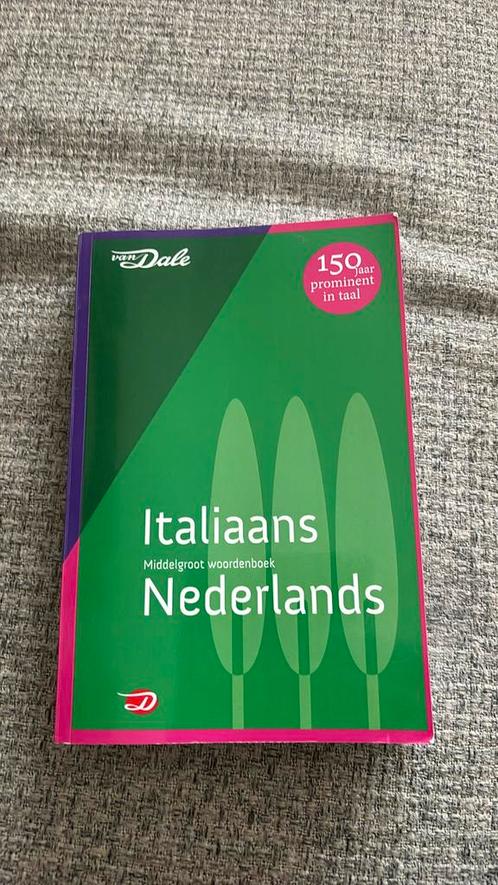 van Dale
150
jaar
prominent
in taal
Italiaans
Middelgroot woordenboek
Nederlands
D